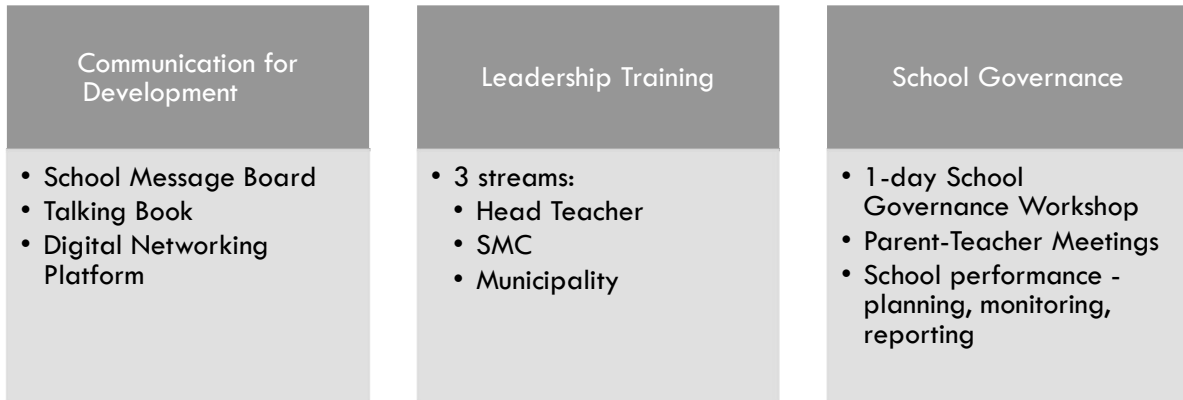 Communication for
Development
• School Message Board
• Talking Book
• Digital Networking
Platform
Leadership Training
• 3 streams:
• Head Teacher
• SMC
• Municipality
School Governance
• 1-day School
Governance Workshop
• Parent-Teacher Meetings
• School performance -
planning, monitoring,
reporting